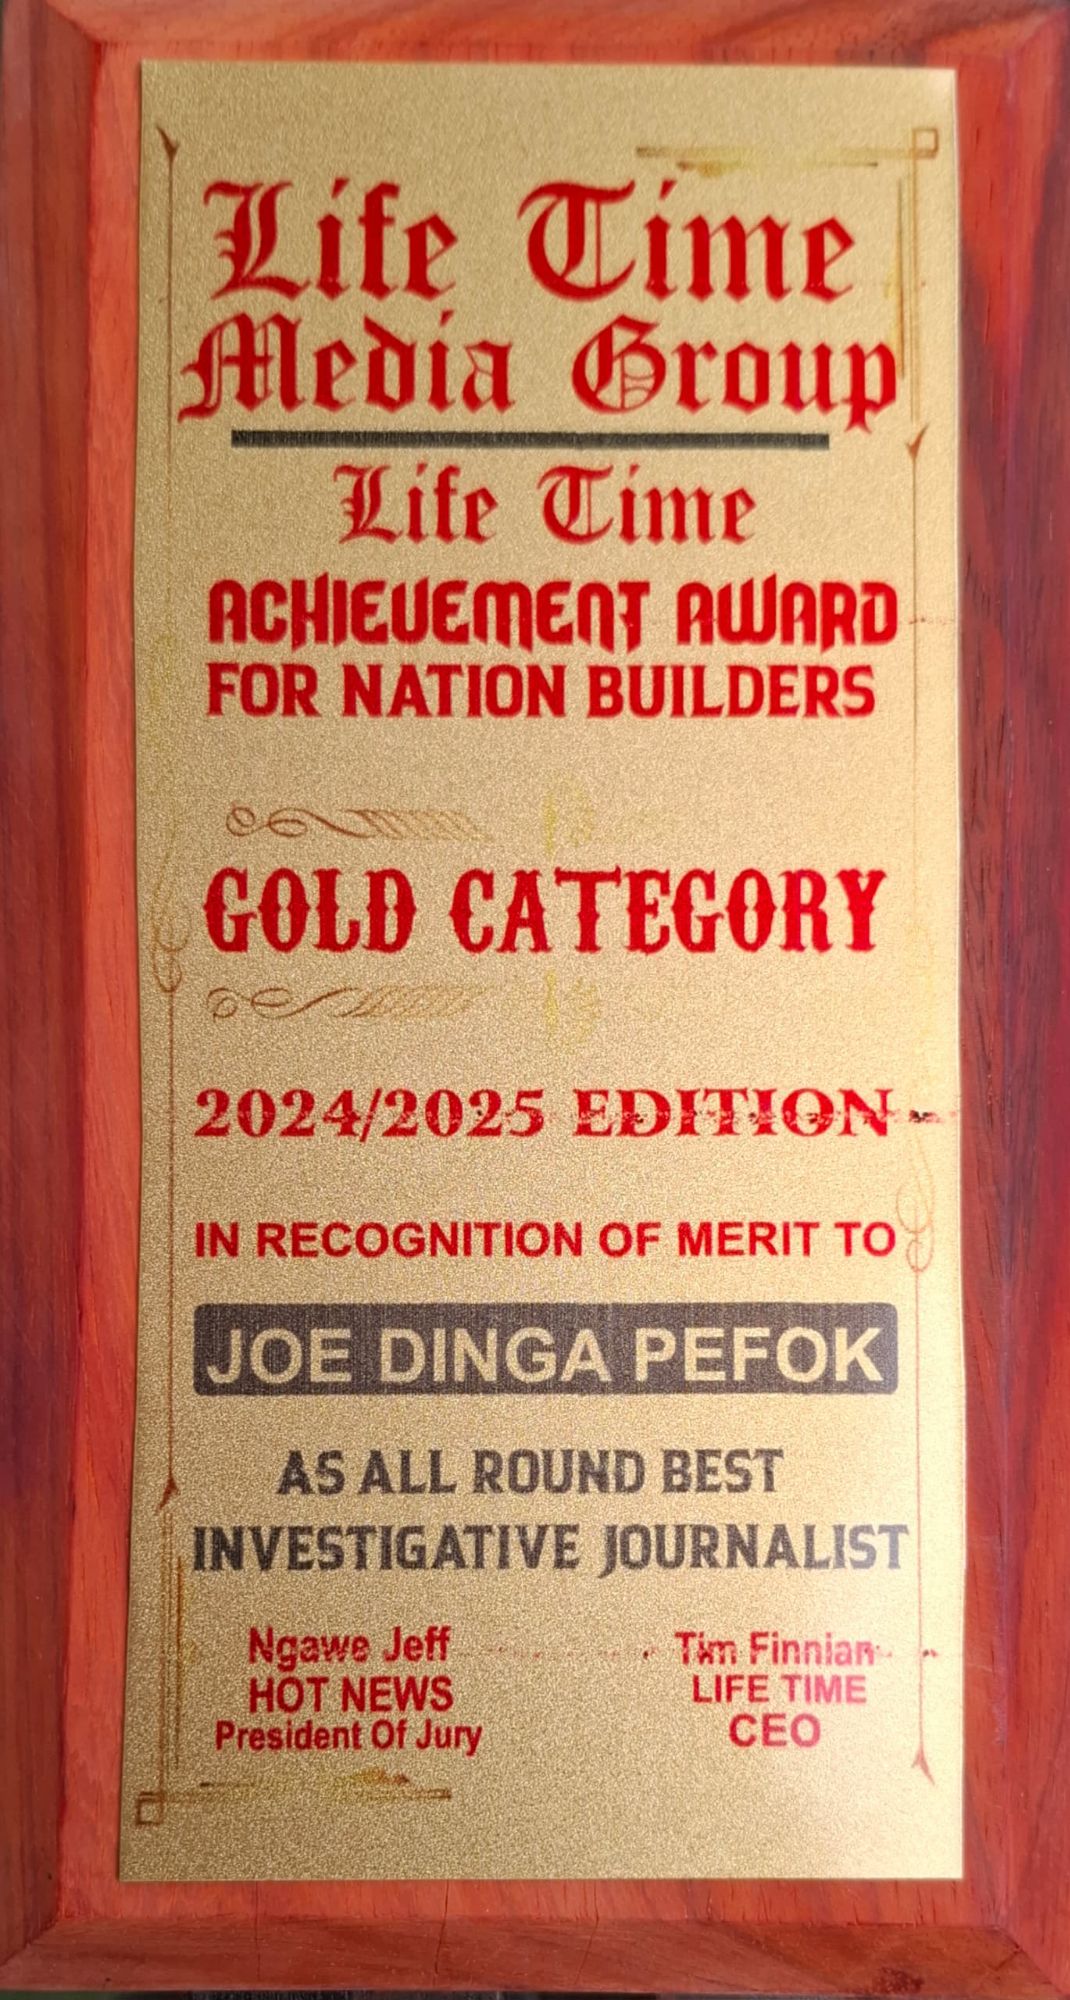 Life Time
Media Group
Life Time
ACHIEVEMENT AWARD
FOR NATION BUILDERS
GOLD CATEGORY
2024/2025 EDITION
IN RECOGNITION OF MERIT TO
JOE DINGA PEFOK
AS ALL ROUND BEST
INVESTIGATIVE JOURNALIST
Ngawe Jeff
HOT NEWS
President Of Jury
Tim Finnian
LIFE TIME
CEO